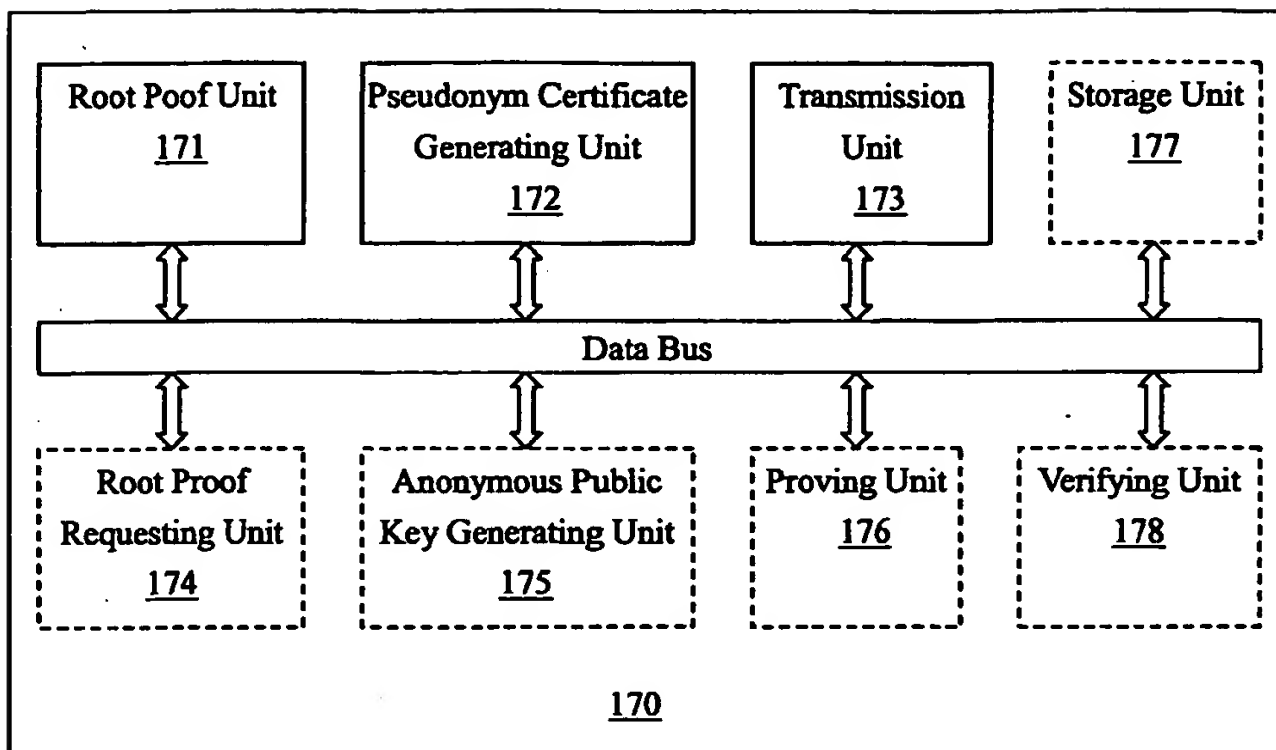 Root Poof Unit
171
Pseudonym Certificate
Generating Unit
172
Transmission
Unit
173
Storage Unit
177
Data Bus
Root Proof
Requesting Unit
174
Anonymous Public
Key Generating Unit
175
Proving Unit
176
Verifying Unit
178
170